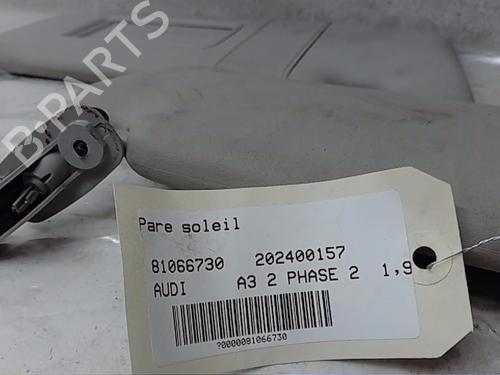 B-PARTS
Pare soleil
81066730 202400157
AUDI A3 2 PHASE 2 1,9
?0000081066730